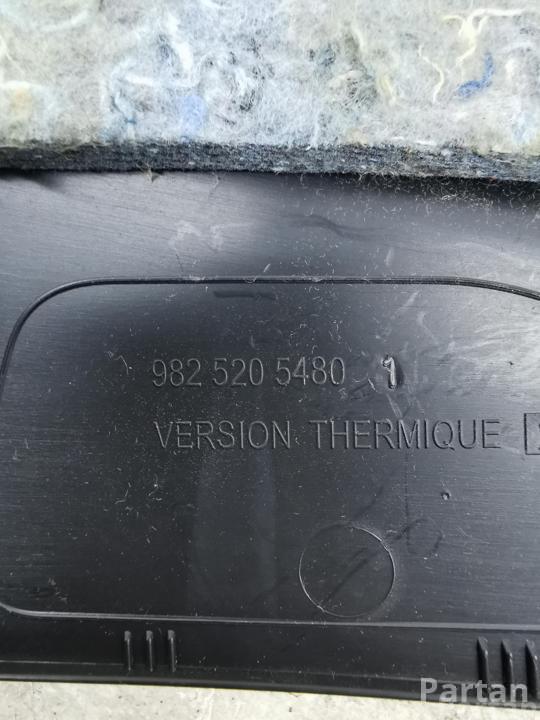 982 520 5480 1
VERSION THERMIQUE
Partan